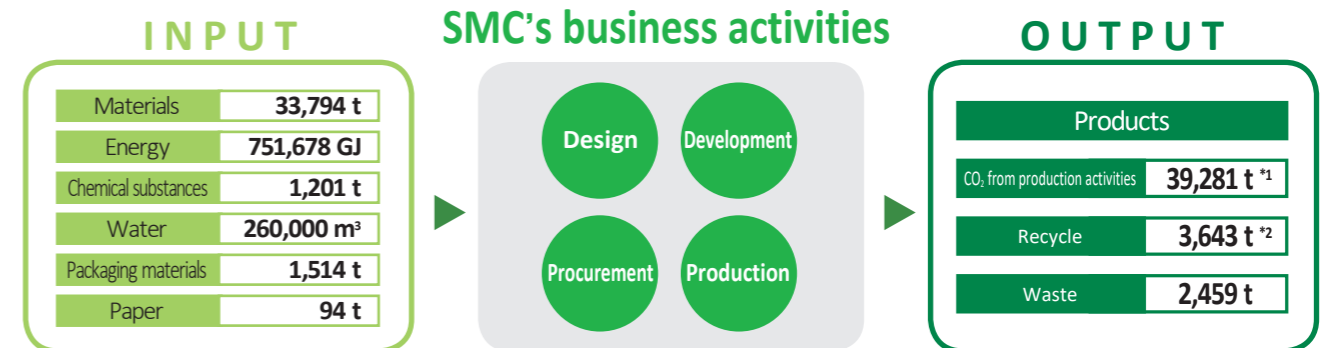 INPUT
Materials 33,794 t
Energy 751,678 GJ
Chemical substances 1,201 t
Water 260,000 m³
Packaging materials 1,514 t
Paper 94 t
SMC's business activities
Design Development
Procurement Production
OUTPUT
Products
CO₂ from production activities 39,281 t *1
Recycle 3,643 t *2
Waste 2,459 t